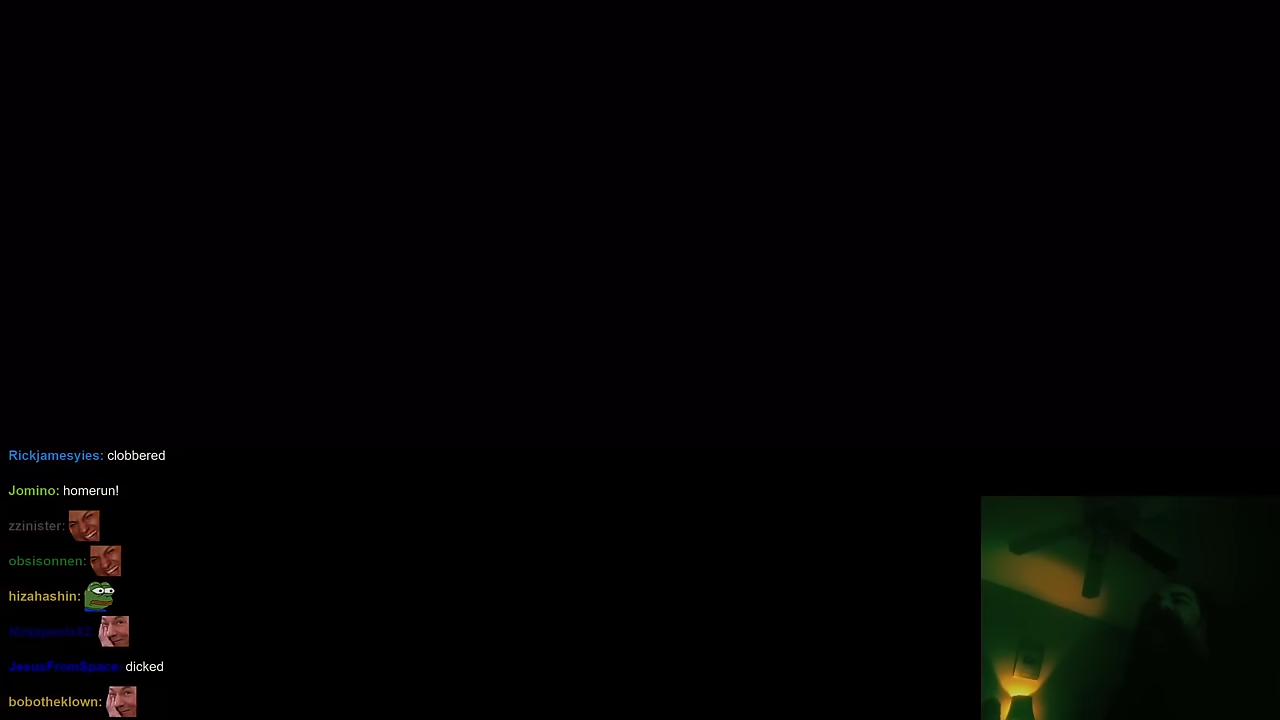 Rickjamesyies: clobbered
Jomino: homerun!
zzinister:
obsisonnen:
hizahashin:
JesusFromSpace: dicked
bobotheklown: